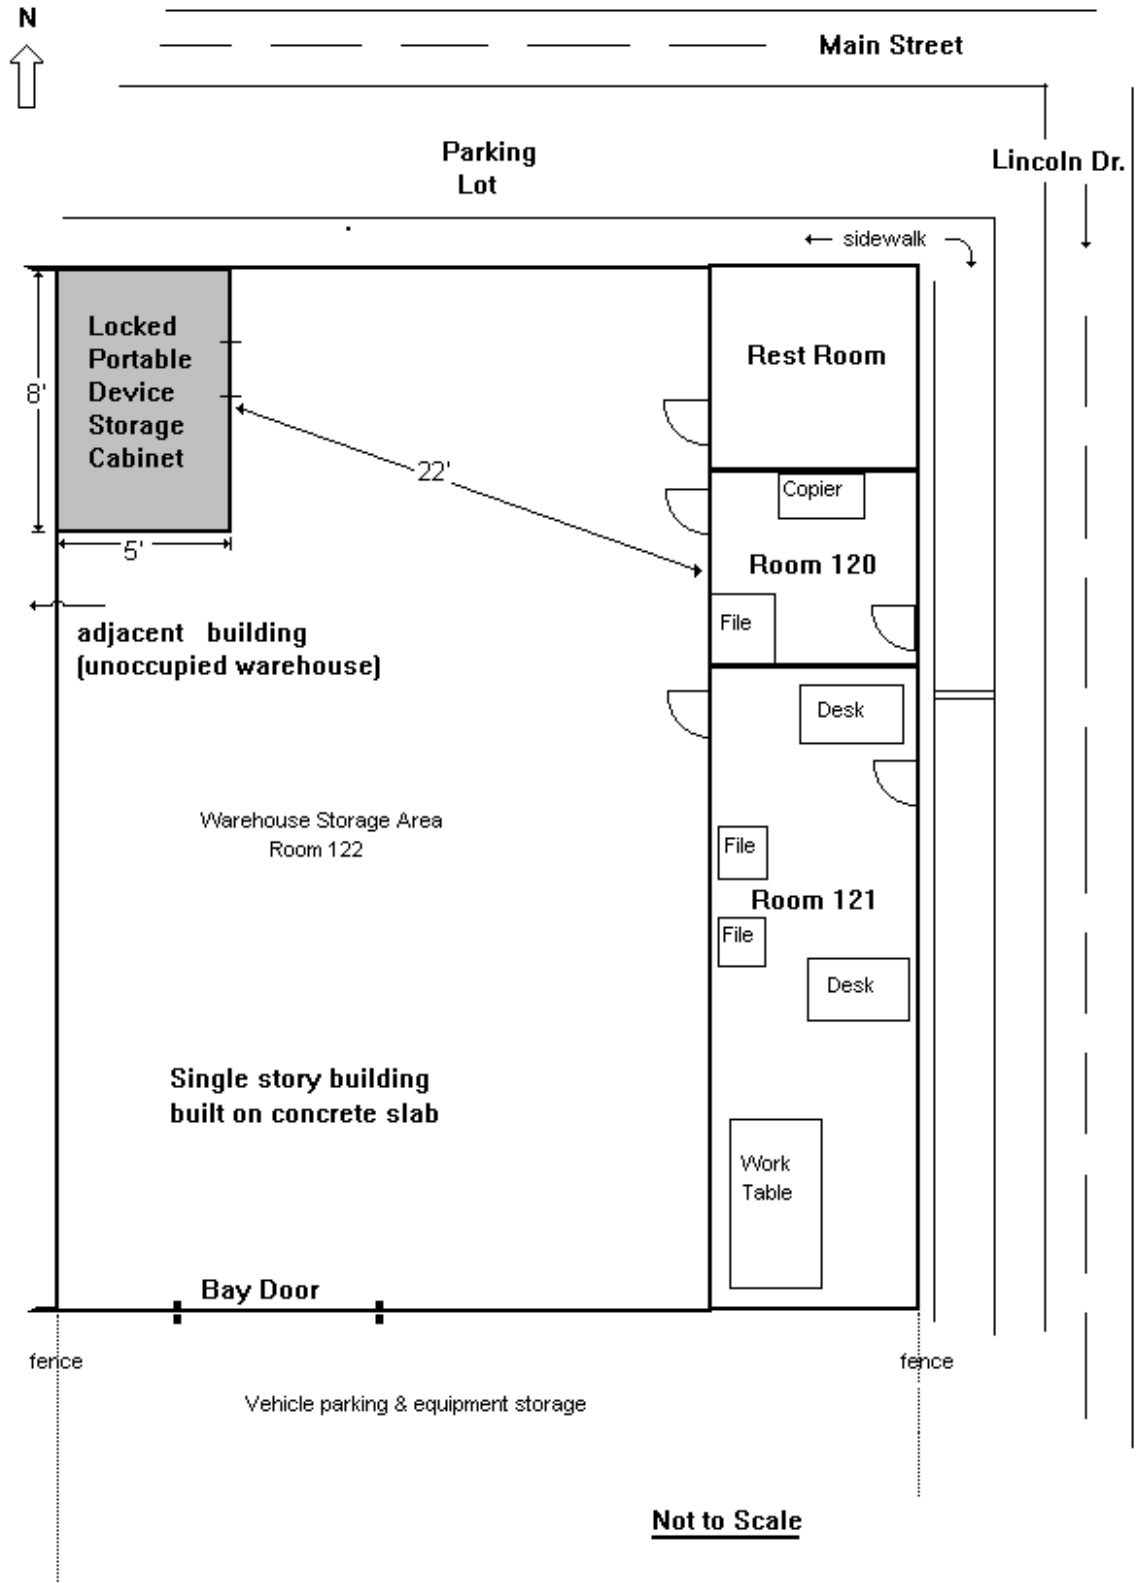 N
Main Street
Parking
Lot
Lincoln Dr.
sidewalk
Locked
Portable
Device
Storage
Cabinet
8'
5'
22'
Rest Room
Copier
Room 120
File
adjacent building
(unoccupied warehouse)
Desk
Warehouse Storage Area
Room 122
File
Room 121
File
Desk
Single story building
built on concrete slab
Work
Table
Bay Door
fence
fence
Vehicle parking & equipment storage
Not to Scale